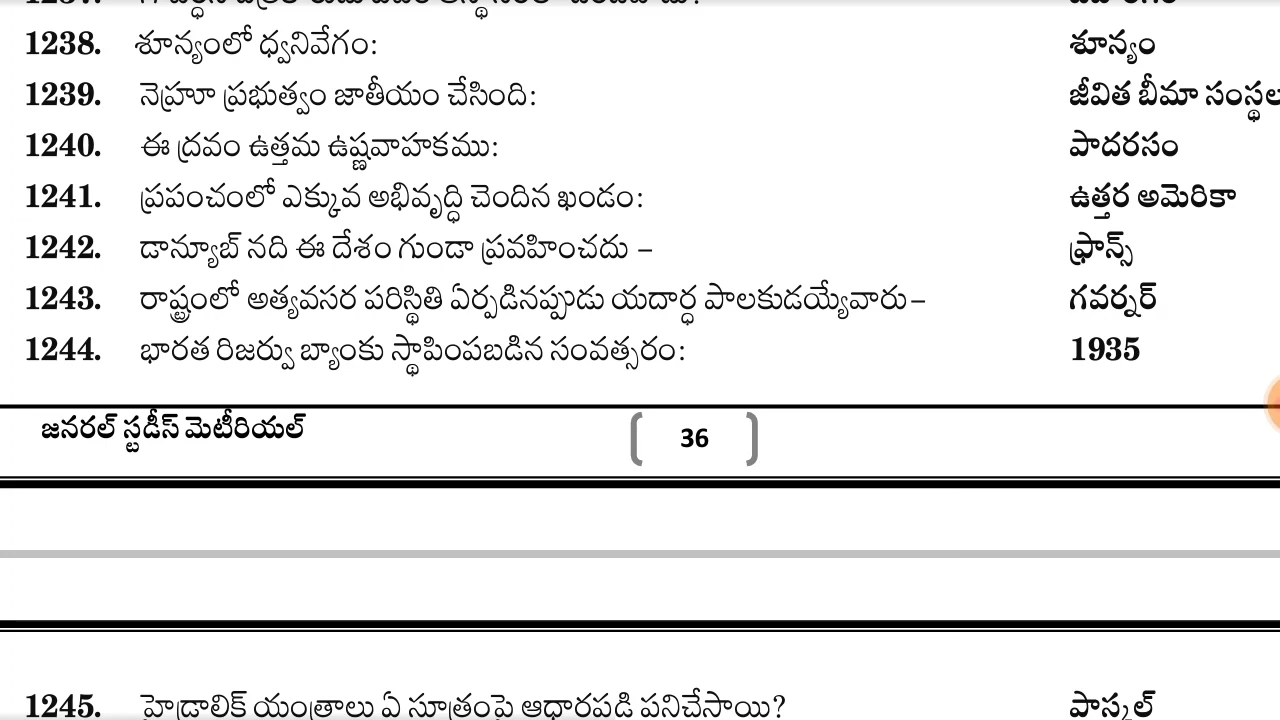 1238. శూన్యంలో ధ్వనివేగం: శూన్యం
1239. నెహ్రూ ప్రభుత్వం జాతీయం చేసింది: జీవిత బీమా సంస్థల
1240. ఈ ద్రవం ఉత్తమ ఉష్ణవాహకము: పాదరసం
1241. ప్రపంచంలో ఎక్కువ అభివృద్ధి చెందిన ఖండం: ఉత్తర అమెరికా
1242. డాన్యూబ్ నది ఈ దేశం గుండా ప్రవహించదు – ఫ్రాన్స్
1243. రాష్ట్రంలో అత్యవసర పరిస్థితి ఏర్పడినప్పుడు యదార్ధ పాలకుడయ్యేవారు– గవర్నర్
1244. భారత రిజర్వు బ్యాంకు స్థాపింపబడిన సంవత్సరం: 1935
జనరల్ స్టడీస్ మెటీరియల్ 36
1245. హైడ్రాలిక్ యంత్రాలు ఏ సూత్రంపై ఆధారపడి పనిచేసాయి? పాస్కల్